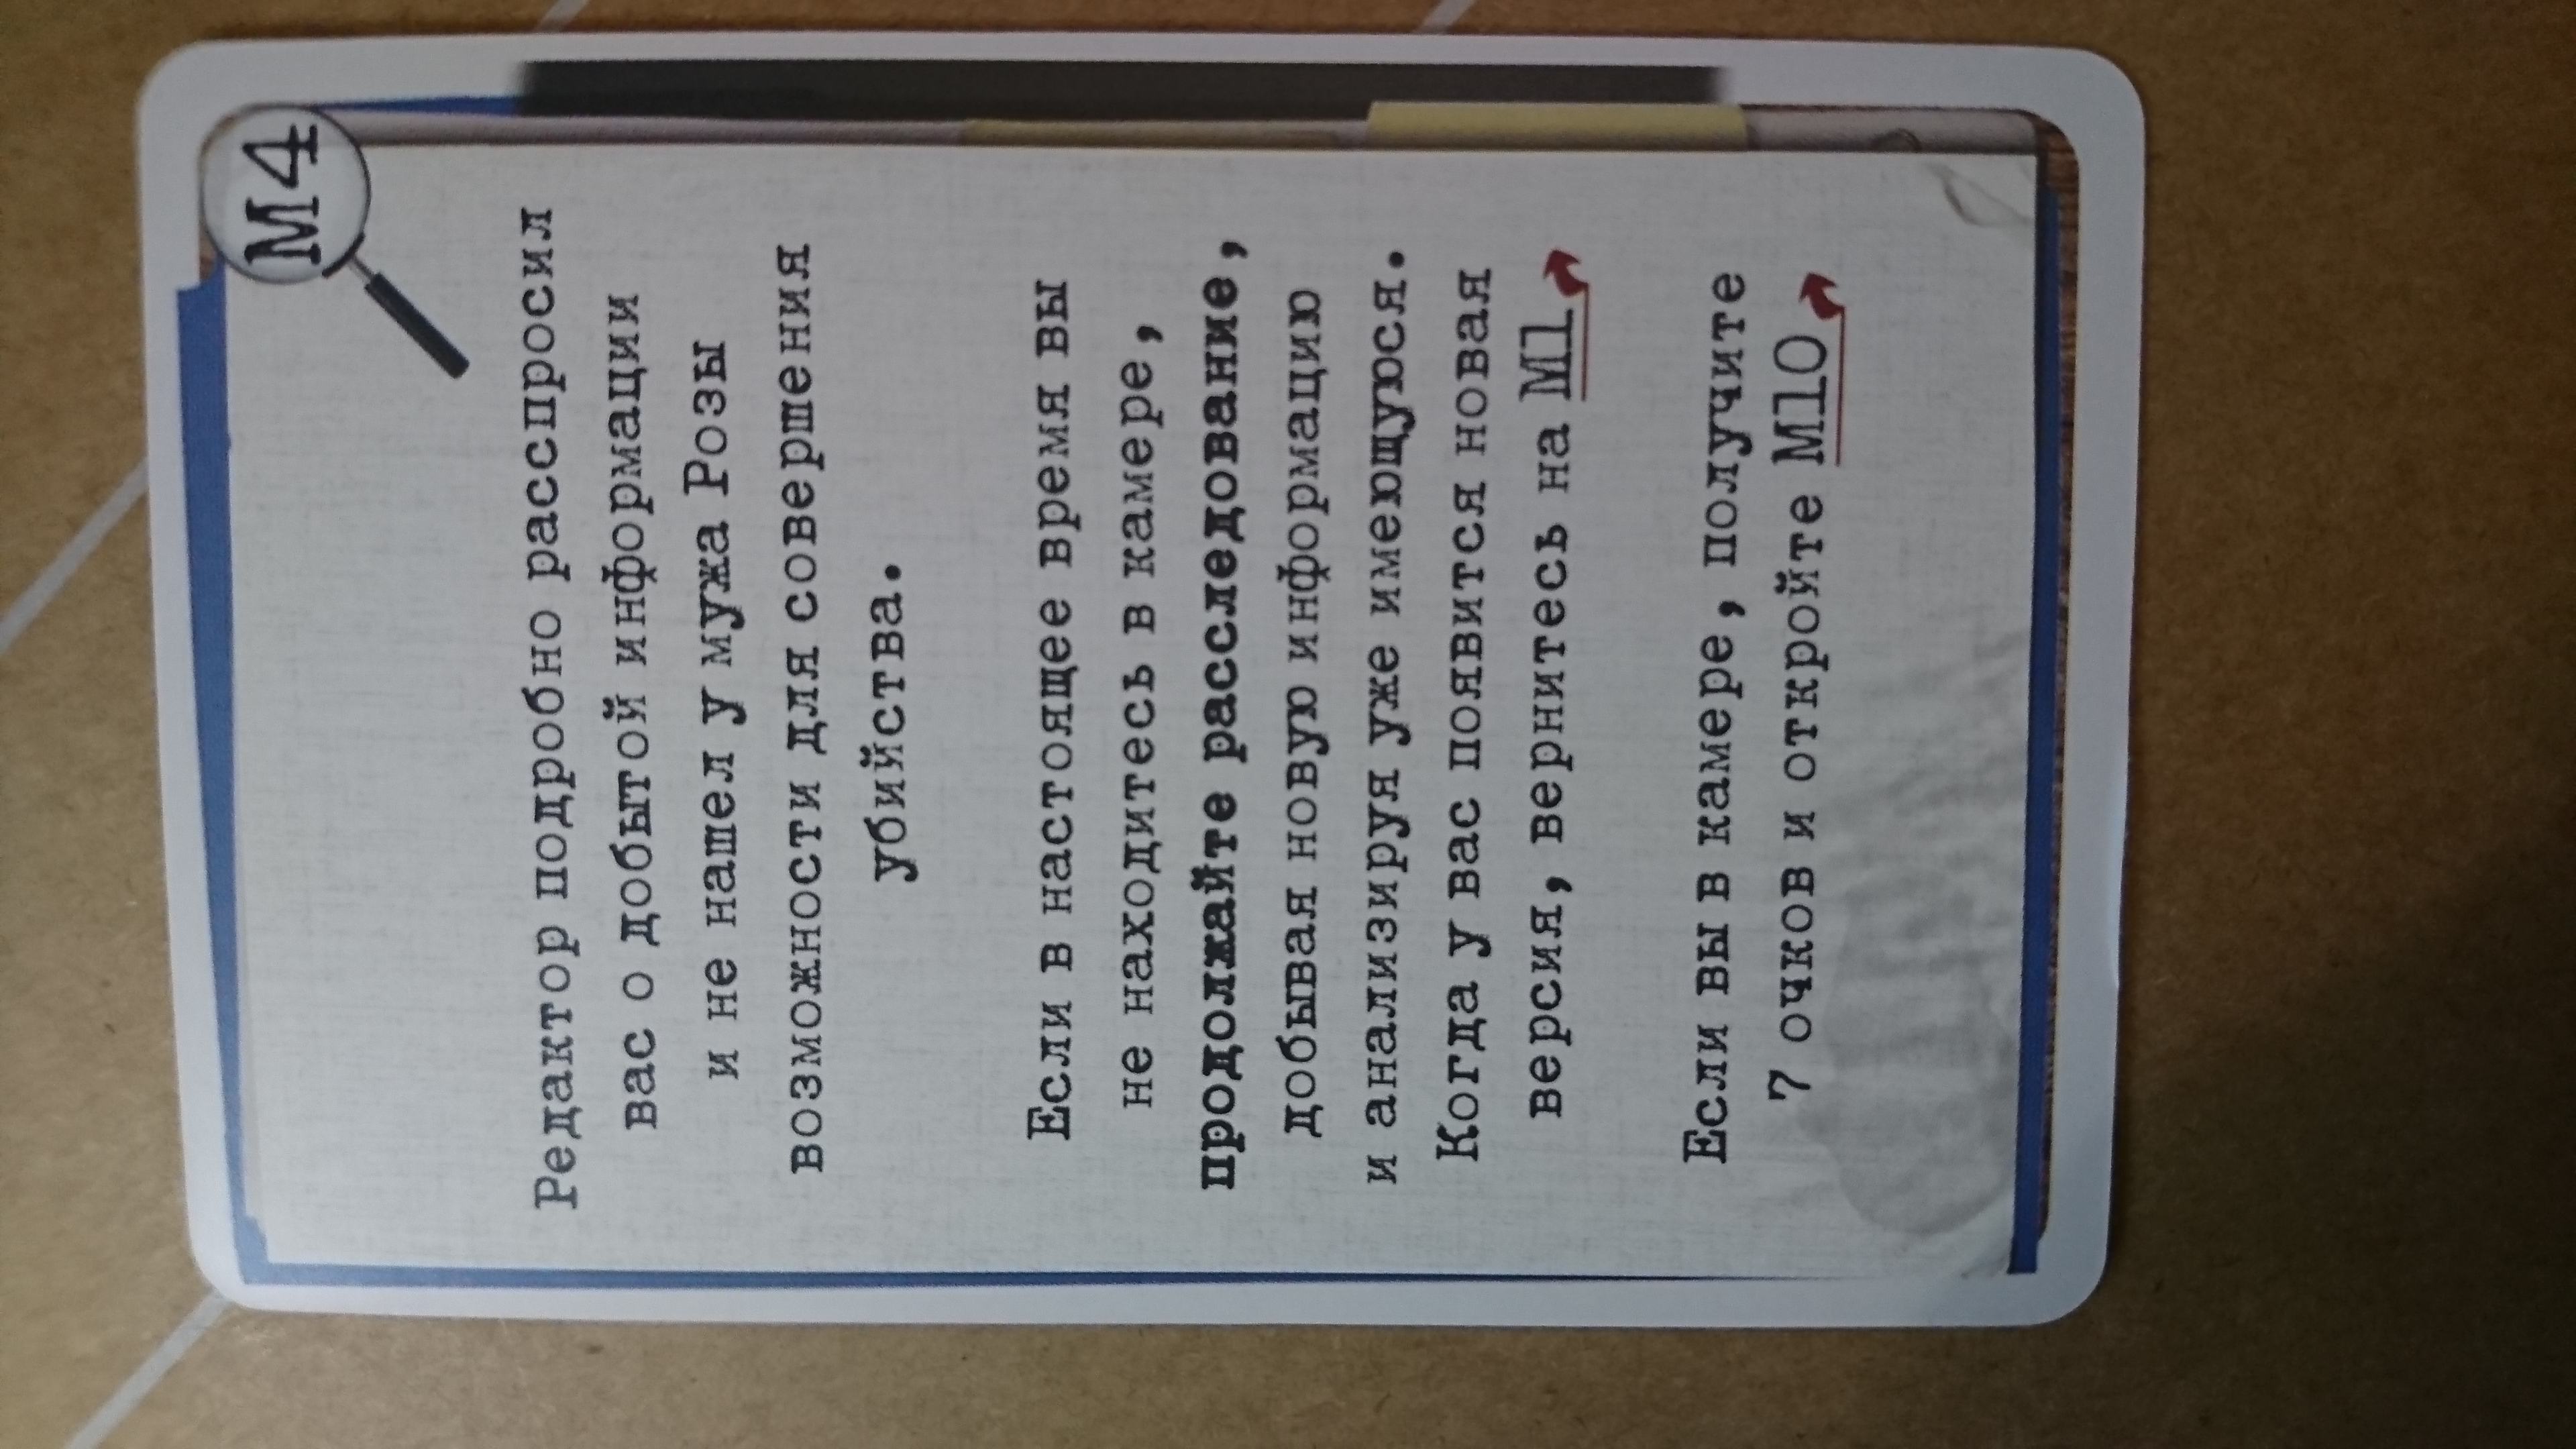 М4
Редактор подробно расспросил
вас о добытой информации
и не нашел у мужа Розы
возможности для совершения
убийства.
Если в настоящее время вы
не находитесь в камере,
продолжайте расследование,
добывая новую информацию
и анализируя уже имеющуюся.
Когда у вас появится новая
версия, вернитесь на М1
Если вы в камере, получите
7 очков и откройте М10